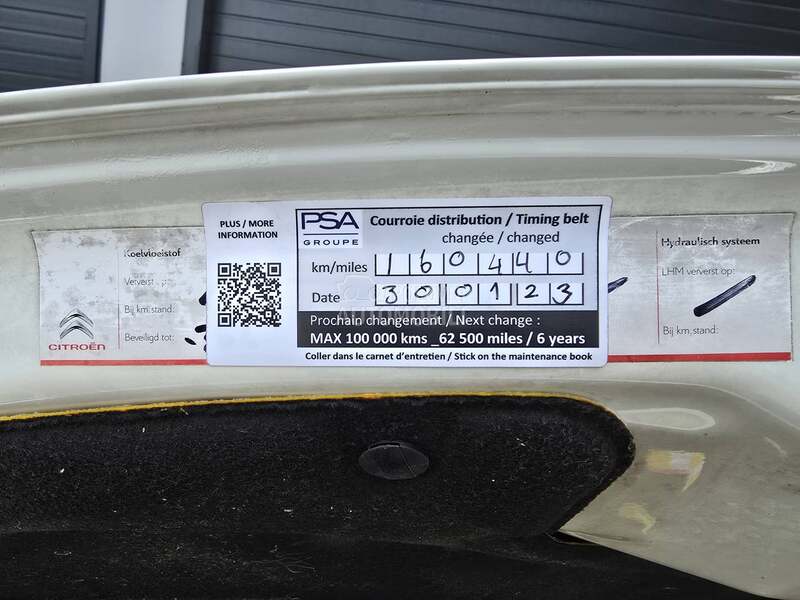 Koelvloeistof
Ververst
Bij km.stand:
Beveiligd tot:
CITROËN
PLUS / MORE
INFORMATION
PSA
GROUPE
Courroie distribution / Timing belt
changée / changed
km/miles 160440
Date 300123
Prochain changement / Next change :
MAX 100 000 kms _62 500 miles / 6 years
Coller dans le carnet d'entretien / Stick on the maintenance book
Hydraulisch systeem
LHM ververst op:
Bij km.stand: